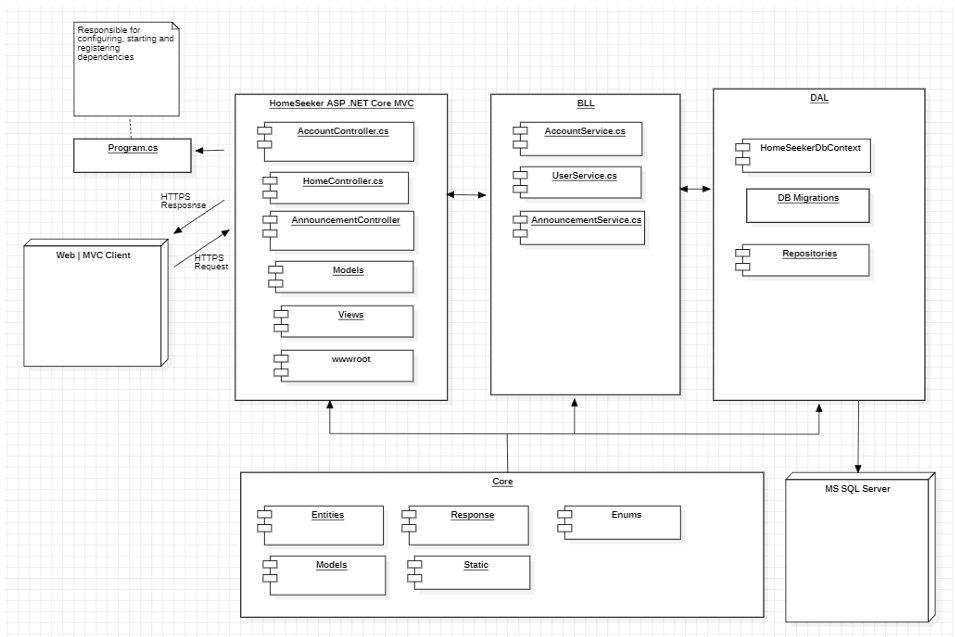 Responsible for
configuring, starting and
registering
dependencies
Program.cs
HTTPS
Resposnse
HTTPS
Request
Web | MVC Client
HomeSeeker ASP .NET Core MVC
AccountController.cs
HomeController.cs
AnnouncementController
Models
Views
wwwroot
BLL
AccountService.cs
UserService.cs
AnnouncementService.cs
DAL
HomeSeekerDbContext
DB Migrations
Repositories
Core
Entities
Response
Enums
Models
Static
MS SQL Server